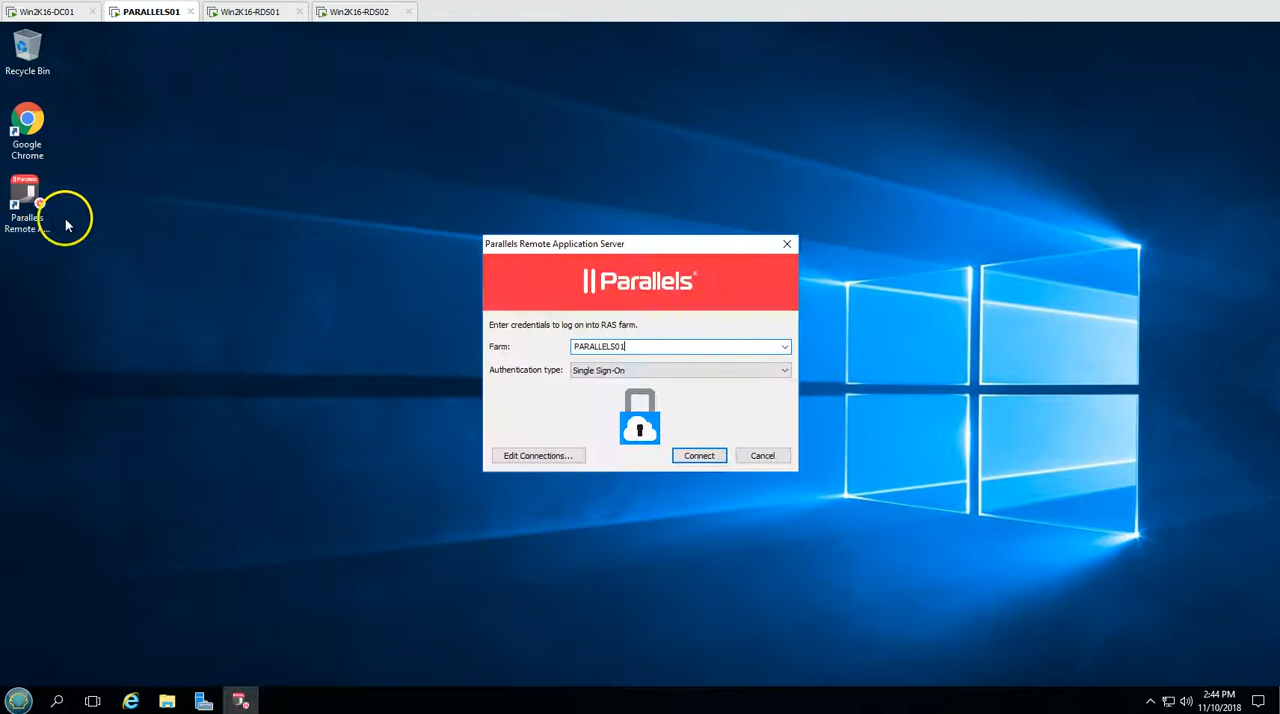 Win2K16-DC01
PARALLELS01
Win2K16-RDS01
Win2K16-RDS02
Recycle Bin
Google
Chrome
Parallels
Parallels
Remote A...
Parallels Remote Application Server
Parallels®
Enter credentials to log on into RAS farm.
Farm: PARALLELS01
Authentication type: Single Sign-On
Edit Connections... Connect Cancel
2:44 PM
11/10/2018